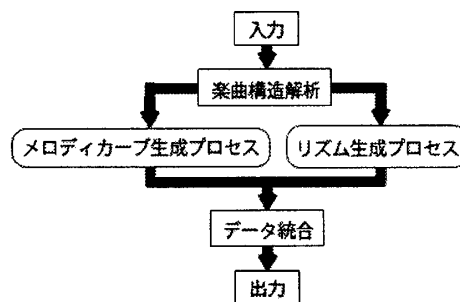 入力
楽曲構造解析
メロディカーブ生成プロセス
リズム生成プロセス
データ統合
出力